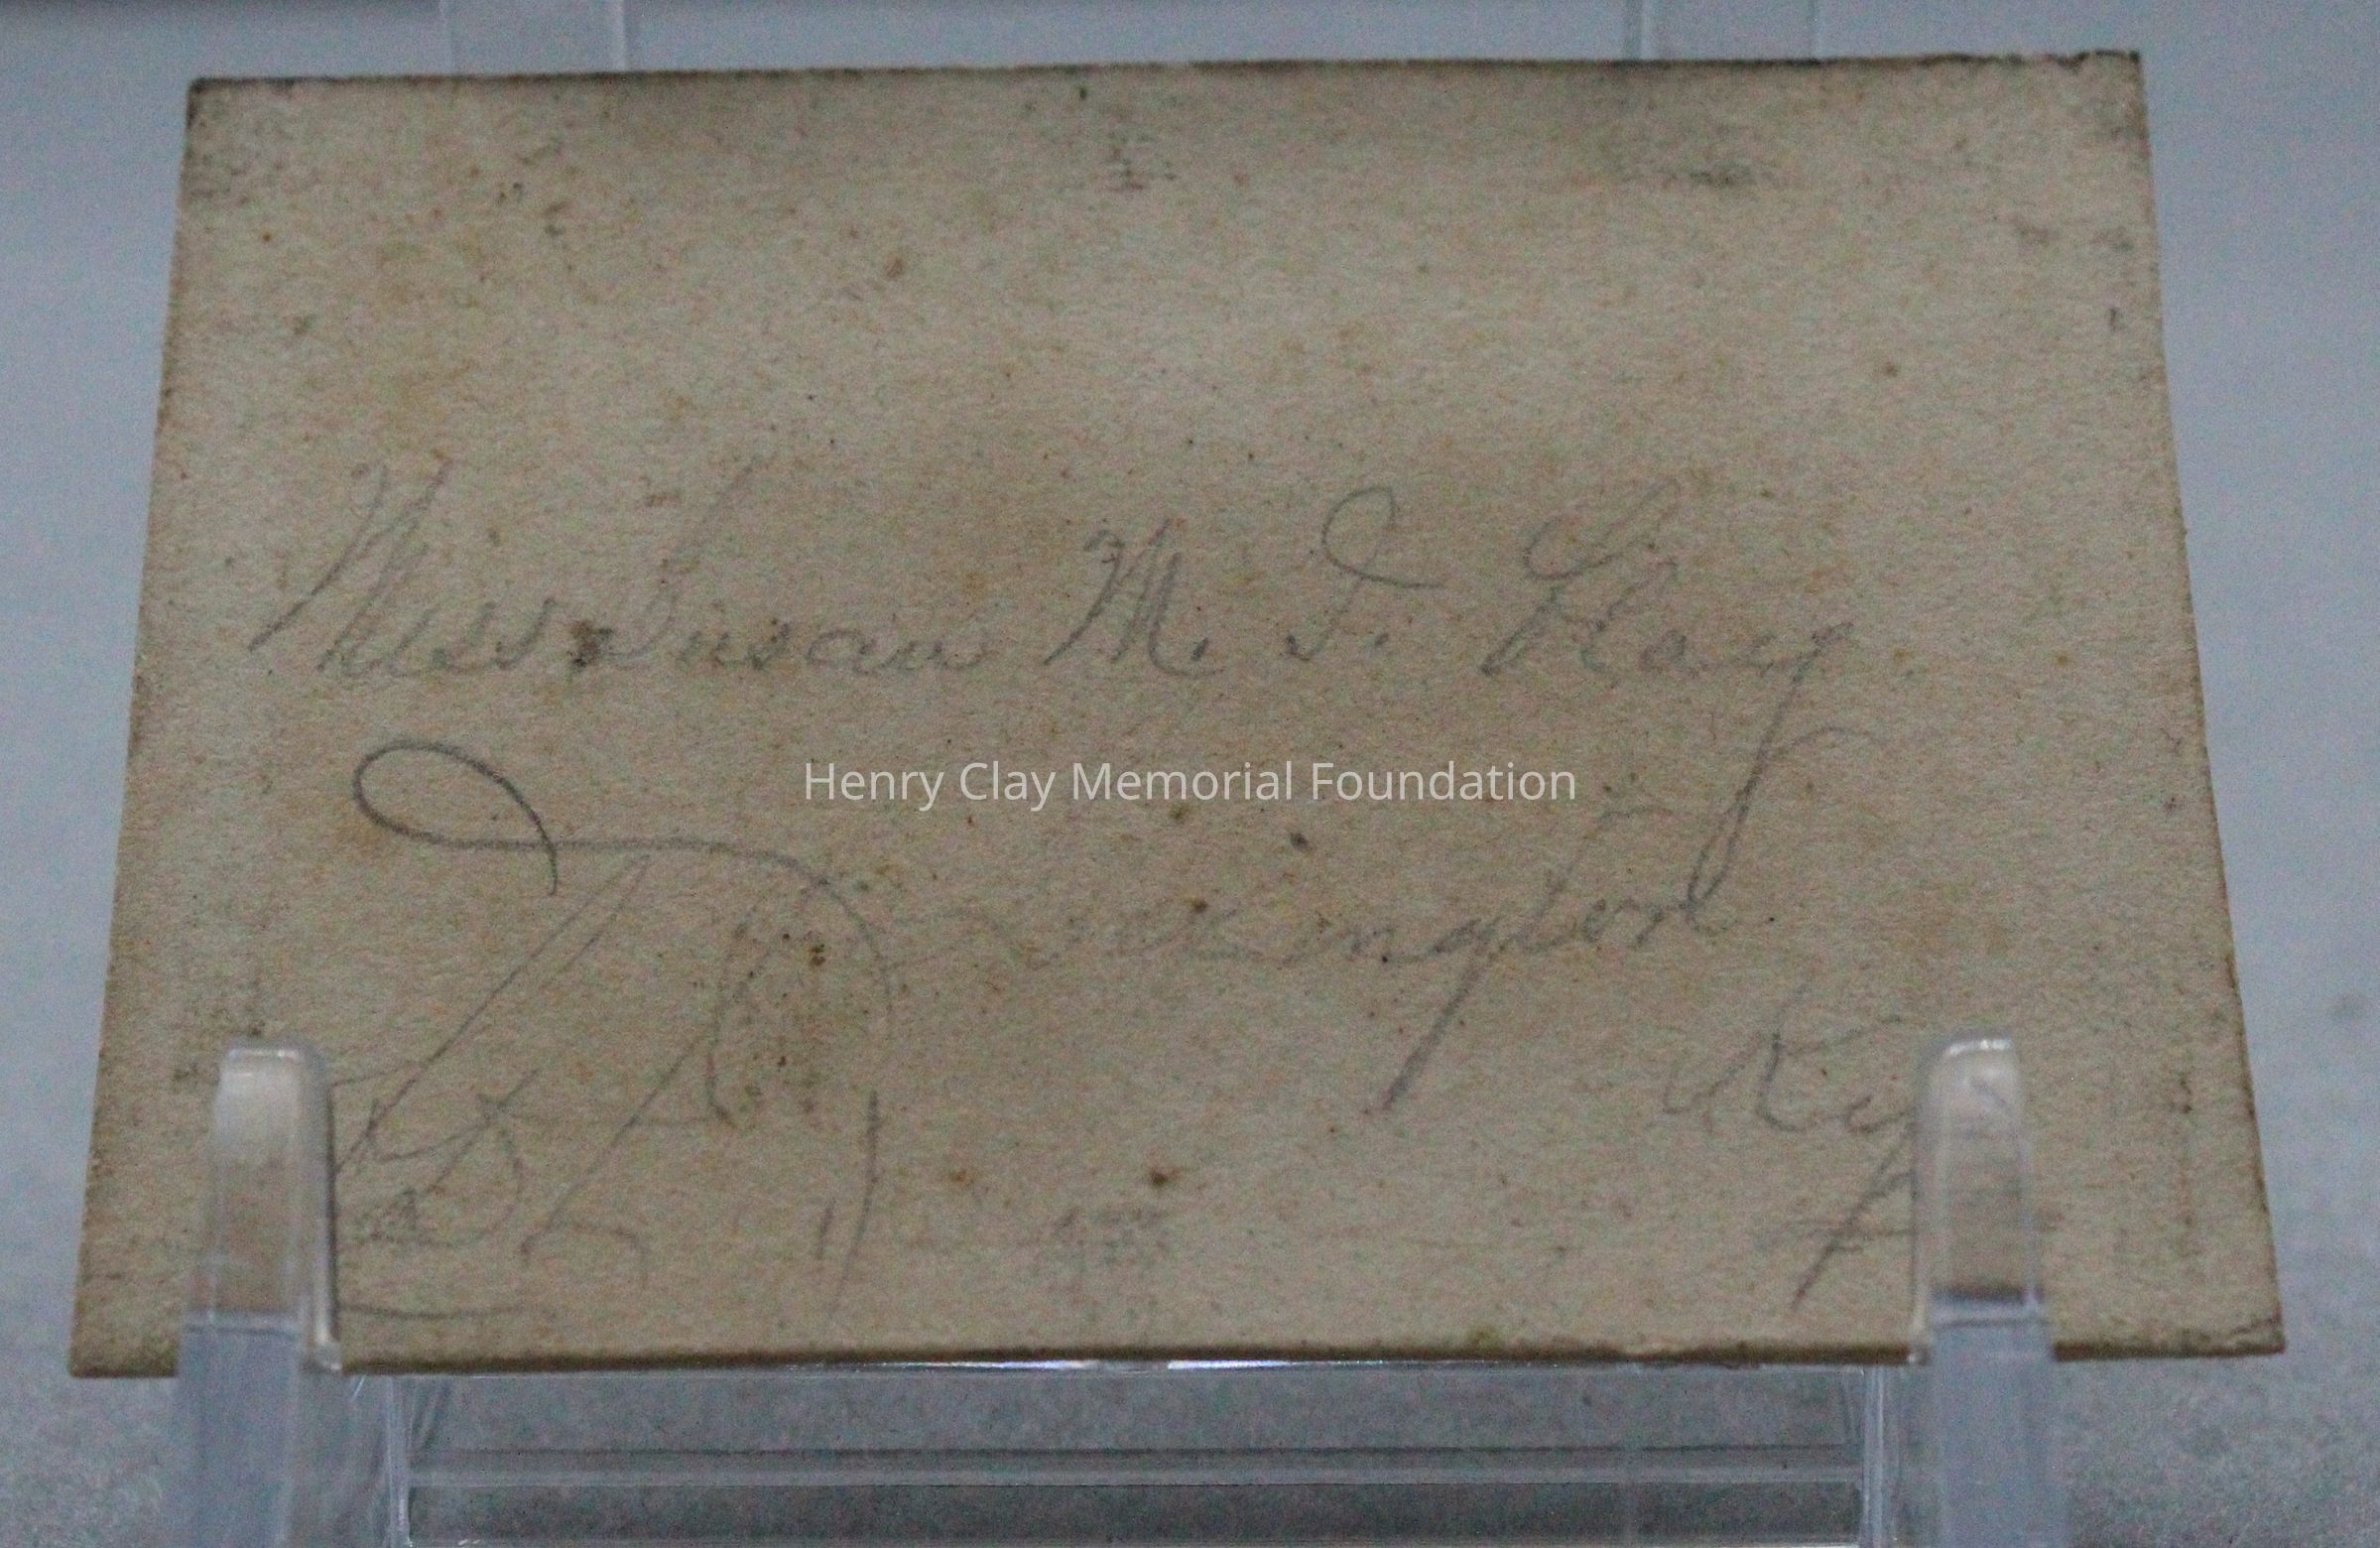 Miss Susan M. T. Clay.
Henry Clay Memorial Foundation
Lexington
Ky